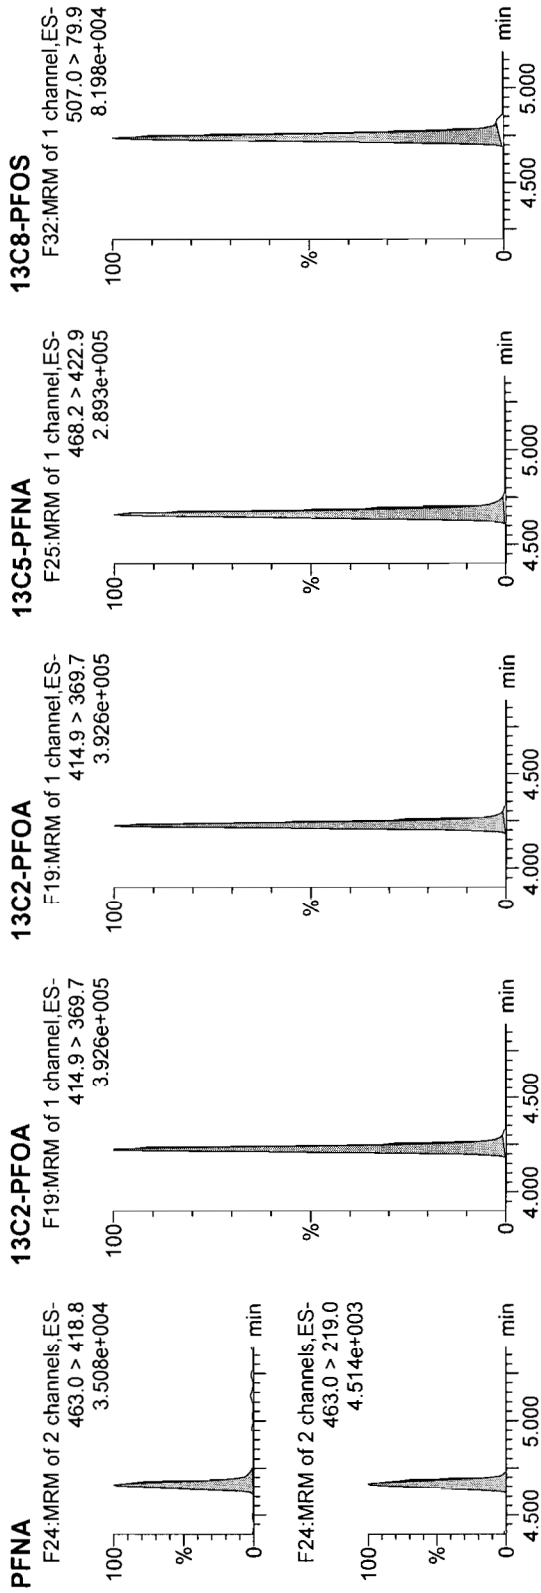 PFNA
F24:MRM of 2 channels,ES-
463.0 > 418.8
3.508e+004
100
%
0
min
F24:MRM of 2 channels,ES-
463.0 > 219.0
4.514e+003
100
%
0
min
4.500
5.000
13C2-PFOA
F19:MRM of 1 channel,ES-
414.9 > 369.7
3.926e+005
100
%
0
min
4.000
4.500
13C2-PFOA
F19:MRM of 1 channel,ES-
414.9 > 369.7
3.926e+005
100
%
0
min
4.000
4.500
13C5-PFNA
F25:MRM of 1 channel,ES-
468.2 > 422.9
2.893e+005
100
%
0
min
4.500
5.000
13C8-PFOS
F32:MRM of 1 channel,ES-
507.0 > 79.9
8.198e+004
100
%
0
min
4.500
5.000